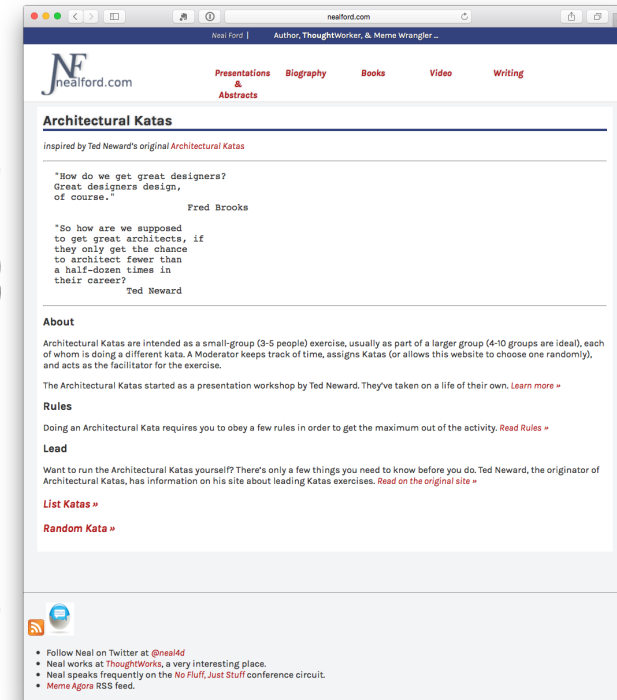 nealford.com
Neal Ford | Author, ThoughtWorker, & Meme Wrangler ..
NF
nealford.com
Presentations
&
Abstracts
Biography
Books
Video
Writing
Architectural Katas
inspired by Ted Neward's original Architectural Katas
"How do we get great designers?
Great designers design,
of course."
Fred Brooks
"So how are we supposed
to get great architects, if
they only get the chance
to architect fewer than
a half-dozen times in
their career?
Ted Neward
About
Architectural Katas are intended as a small-group (3-5 people) exercise, usually as part of a larger group (4-10 groups are ideal), each
of whom is doing a different kata. A Moderator keeps track of time, assigns Katas (or allows this website to choose one randomly),
and acts as the facilitator for the exercise.
The Architectural Katas started as a presentation workshop by Ted Neward. They've taken on a life of their own. Learn more »
Rules
Doing an Architectural Kata requires you to obey a few rules in order to get the maximum out of the activity. Read Rules »
Lead
Want to run the Architectural Katas yourself? There's only a few things you need to know before you do. Ted Neward, the originator of
Architectural Katas, has information on his site about leading Katas exercises. Read on the original site »
List Katas »
Random Kata »
Follow Neal on Twitter at @neal4d
Neal works at ThoughtWorks, a very interesting place.
Neal speaks frequently on the No Fluff, Just Stuff conference circuit.
Meme Agora RSS feed.